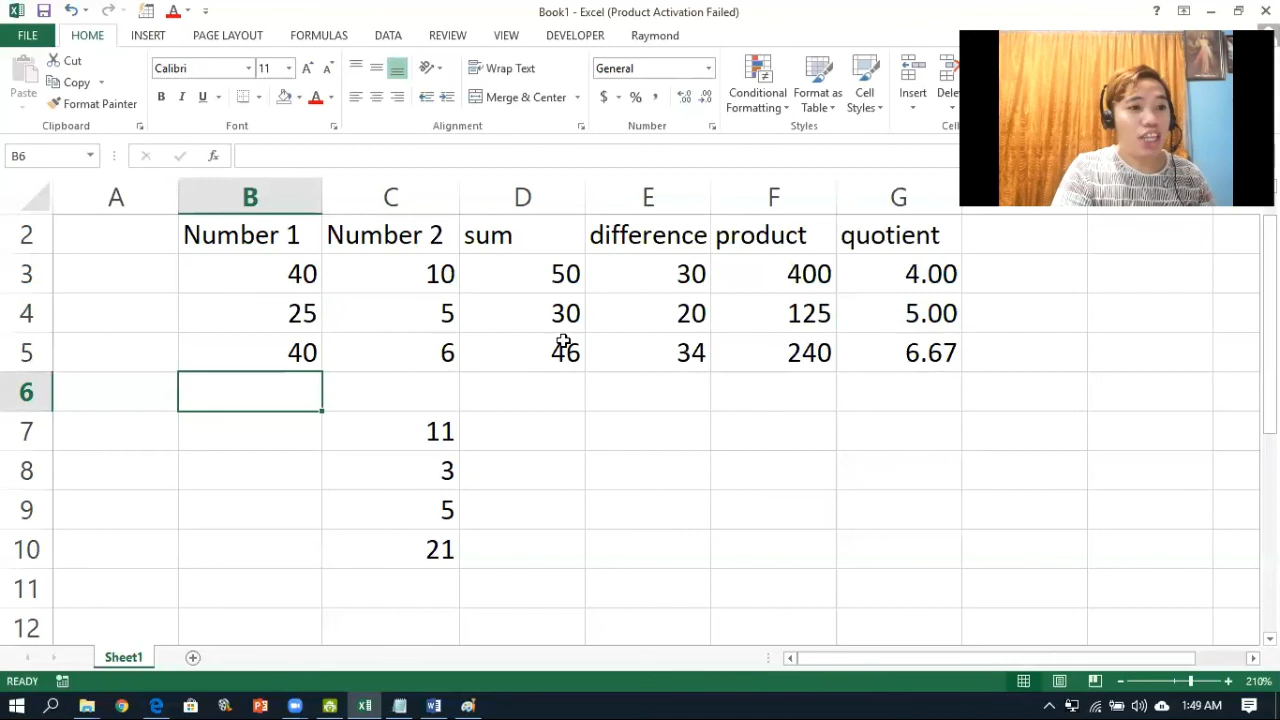 Book1 - Excel (Product Activation Failed)
FILE HOME INSERT PAGE LAYOUT FORMULAS DATA REVIEW VIEW DEVELOPER Raymond
Paste
Cut
Copy
Format Painter
Clipboard
Calibri 11
B I U
A
Font
Wrap Text
Merge & Center
Alignment
General
$ % ,
Number
Conditional Formatting
Format as Table
Cell Styles
Styles
Insert
Cel
B6
fx
A B C D E F G
2 Number 1 Number 2 sum difference product quotient
3 40 10 50 30 400 4.00
4 25 5 30 20 125 5.00
5 40 6 46 34 240 6.67
6
7 11
8 3
9 5
10 21
11
12
Sheet1
READY 210%
1:49 AM